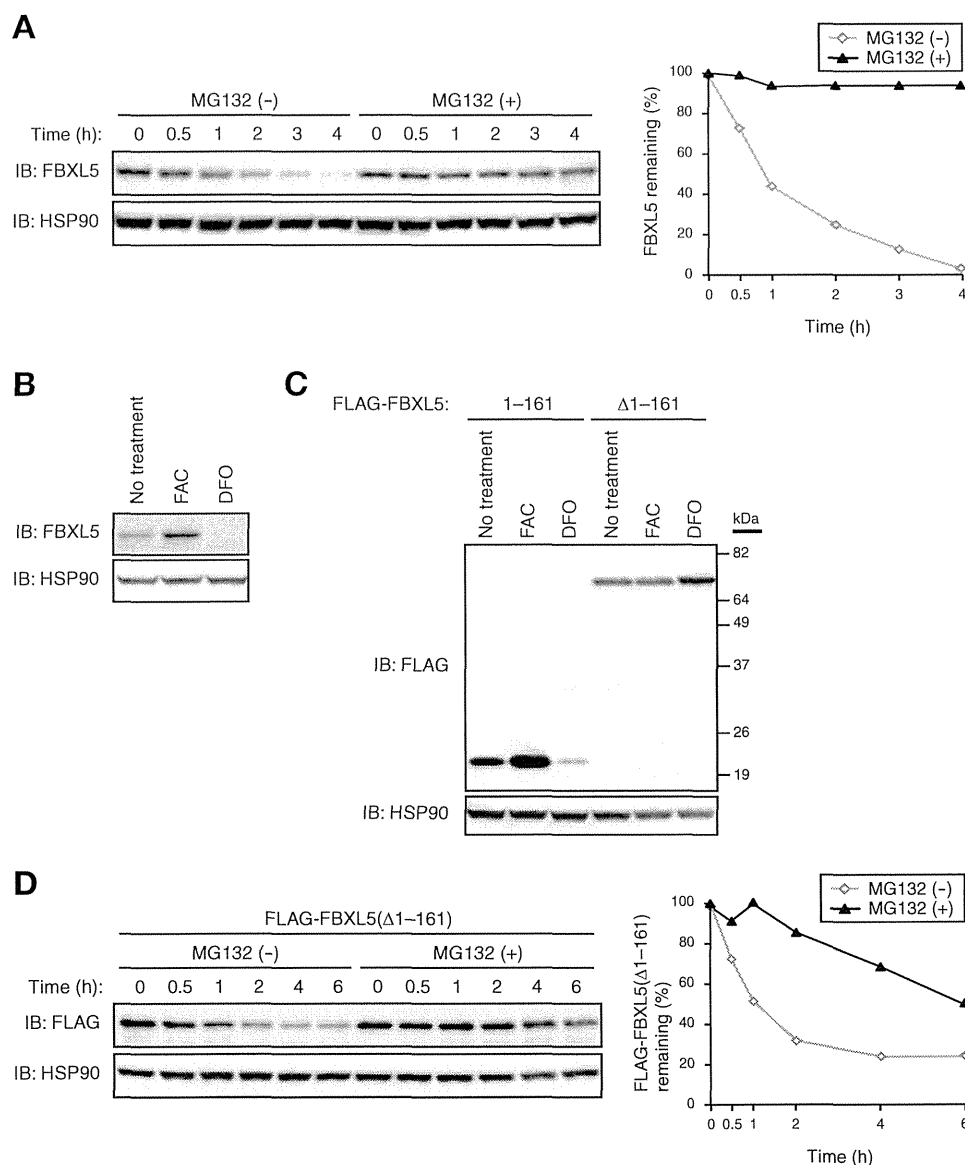 A
MG132 (-) MG132 (+)
Time (h): 0 0.5 1 2 3 4 0 0.5 1 2 3 4
IB: FBXL5
IB: HSP90
MG132 (-)
MG132 (+)
FBXL5 remaining (%)
100
80
60
40
20
0
0 0.5 1 2 3 4
Time (h)
B
No treatment FAC DFO
IB: FBXL5
IB: HSP90
C
FLAG-FBXL5: 1–161 Δ1–161
No treatment FAC DFO No treatment FAC DFO
kDa
82
64
49
37
26
19
IB: FLAG
IB: HSP90
D
FLAG-FBXL5(Δ1–161)
MG132 (-) MG132 (+)
Time (h): 0 0.5 1 2 4 6 0 0.5 1 2 4 6
IB: FLAG
IB: HSP90
MG132 (-)
MG132 (+)
FLAG-FBXL5(Δ1–161)
remaining (%)
100
80
60
40
20
0
0 0.5 1 2 4 6
Time (h)